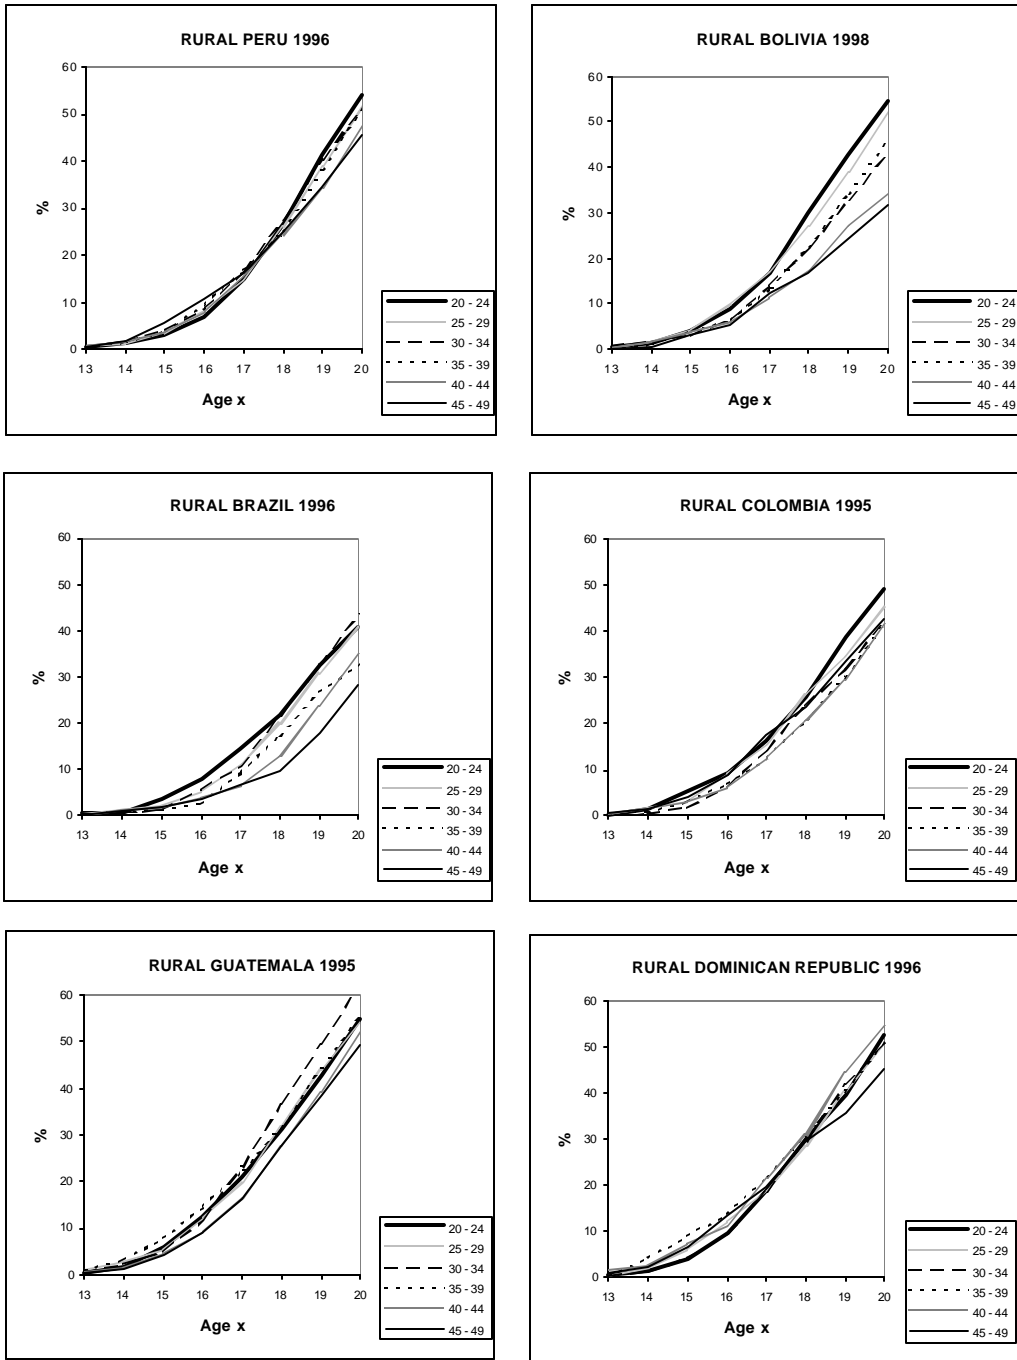 RURAL PERU 1996
60
50
40
30
20
10
0
%
13 14 15 16 17 18 19 20
Age x
20 - 24
25 - 29
30 - 34
35 - 39
40 - 44
45 - 49
RURAL BOLIVIA 1998
60
50
40
30
20
10
0
%
13 14 15 16 17 18 19 20
Age x
20 - 24
25 - 29
30 - 34
35 - 39
40 - 44
45 - 49
RURAL BRAZIL 1996
60
50
40
30
20
10
0
%
13 14 15 16 17 18 19 20
Age x
20 - 24
25 - 29
30 - 34
35 - 39
40 - 44
45 - 49
RURAL COLOMBIA 1995
60
50
40
30
20
10
0
%
13 14 15 16 17 18 19 20
Age x
20 - 24
25 - 29
30 - 34
35 - 39
40 - 44
45 - 49
RURAL GUATEMALA 1995
60
50
40
30
20
10
0
%
13 14 15 16 17 18 19 20
Age x
20 - 24
25 - 29
30 - 34
35 - 39
40 - 44
45 - 49
RURAL DOMINICAN REPUBLIC 1996
60
50
40
30
20
10
0
%
13 14 15 16 17 18 19 20
Age x
20 - 24
25 - 29
30 - 34
35 - 39
40 - 44
45 - 49